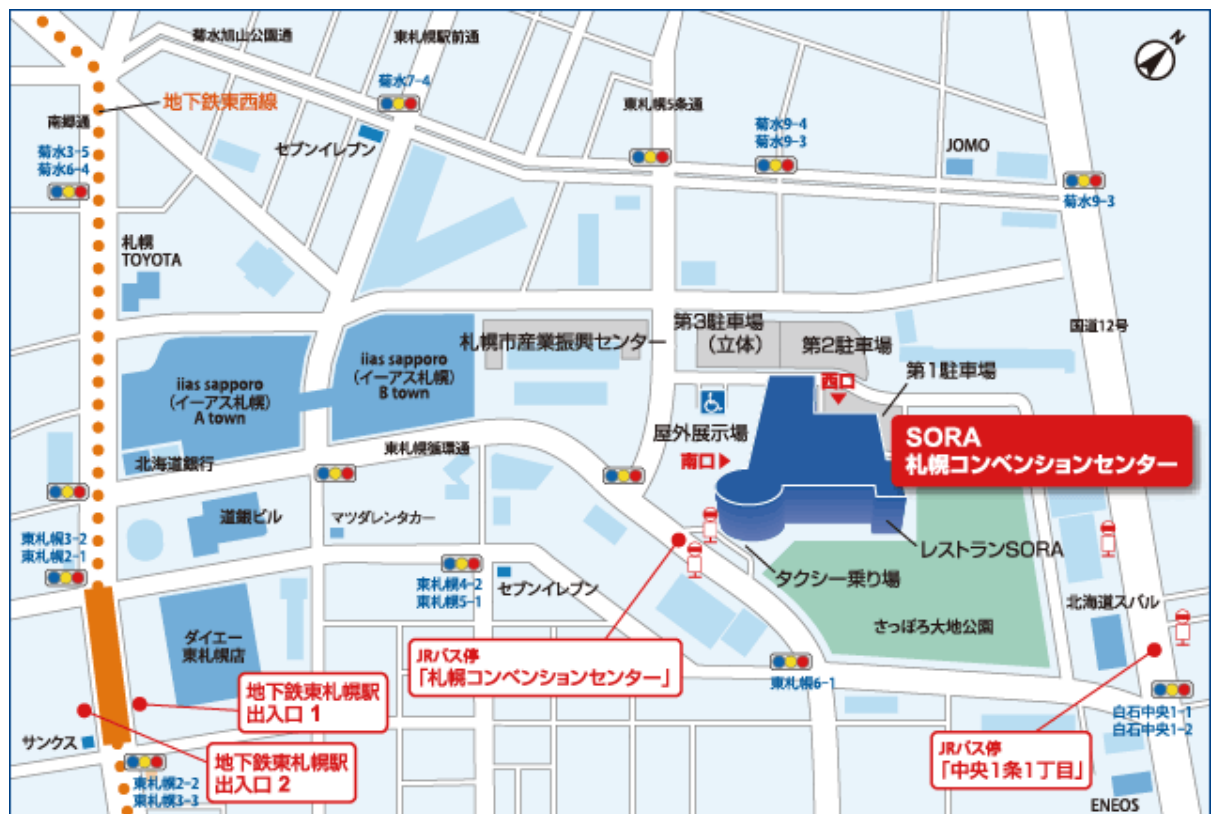 菊水旭山公園通
東札幌駅前通
N
菊水7-4
地下鉄東西線
東札幌5条通
南郷通
菊水9-4
菊水9-3
セブンイレブン
JOMO
菊水3-5
菊水6-4
菊水9-3
札幌
TOYOTA
国道12号
第3駐車場
(立体)
第2駐車場
札幌市産業振興センター
iias sapporo
(イーアス札幌)
A town
iias sapporo
(イーアス札幌)
B town
第1駐車場
西口
屋外展示場
南口
SORA
札幌コンベンションセンター
東札幌循環通
北海道銀行
道銀ビル
マツダレンタカー
東札幌3-2
東札幌2-1
レストランSORA
タクシー乗り場
東札幌4-2
東札幌5-1
セブンイレブン
北海道スバル
さっぽろ大地公園
ダイエー
東札幌店
JRバス停
「札幌コンベンションセンター」
東札幌6-1
地下鉄東札幌駅
出入口 1
白石中央1-1
白石中央1-2
サンクス
地下鉄東札幌駅
出入口 2
JRバス停
「中央1条1丁目」
東札幌2-2
東札幌3-3
ENEOS